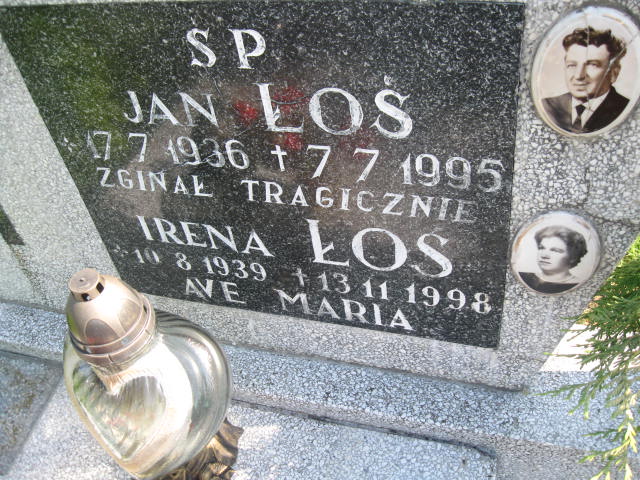 ŚP
JAN ŁOŚ
17 7 1936 + 7 7 1995
ZGINĄŁ TRAGICZNIE
IRENA ŁOŚ
* 10 8 1939 + 13 11 1998
AVE MARIA